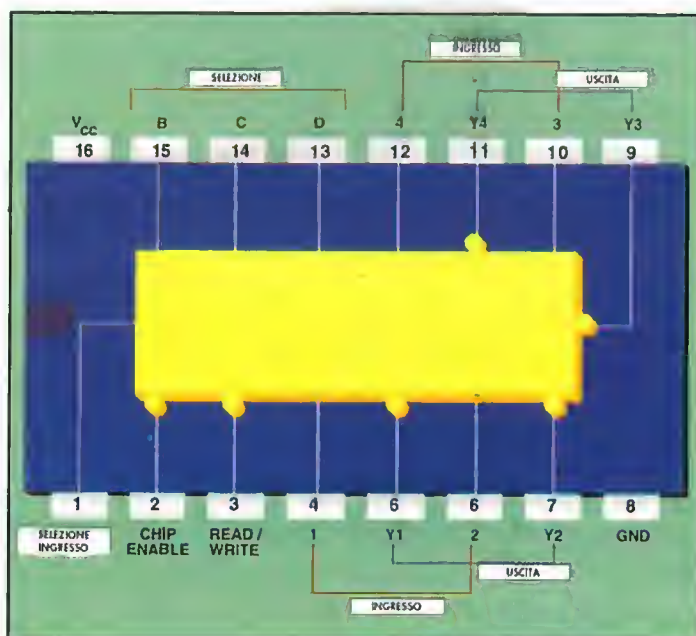 INGRESSO
SELEZIONE
USCITA
VCC B C D 4 Y4 3 Y3
16 15 14 13 12 11 10 9
1 2 3 4 5 6 7 8
SELEZIONE
INGRESSO
CHIP
ENABLE
READ/
WRITE
1 Y1 2 Y2 GND
USCITA
INGRESSO